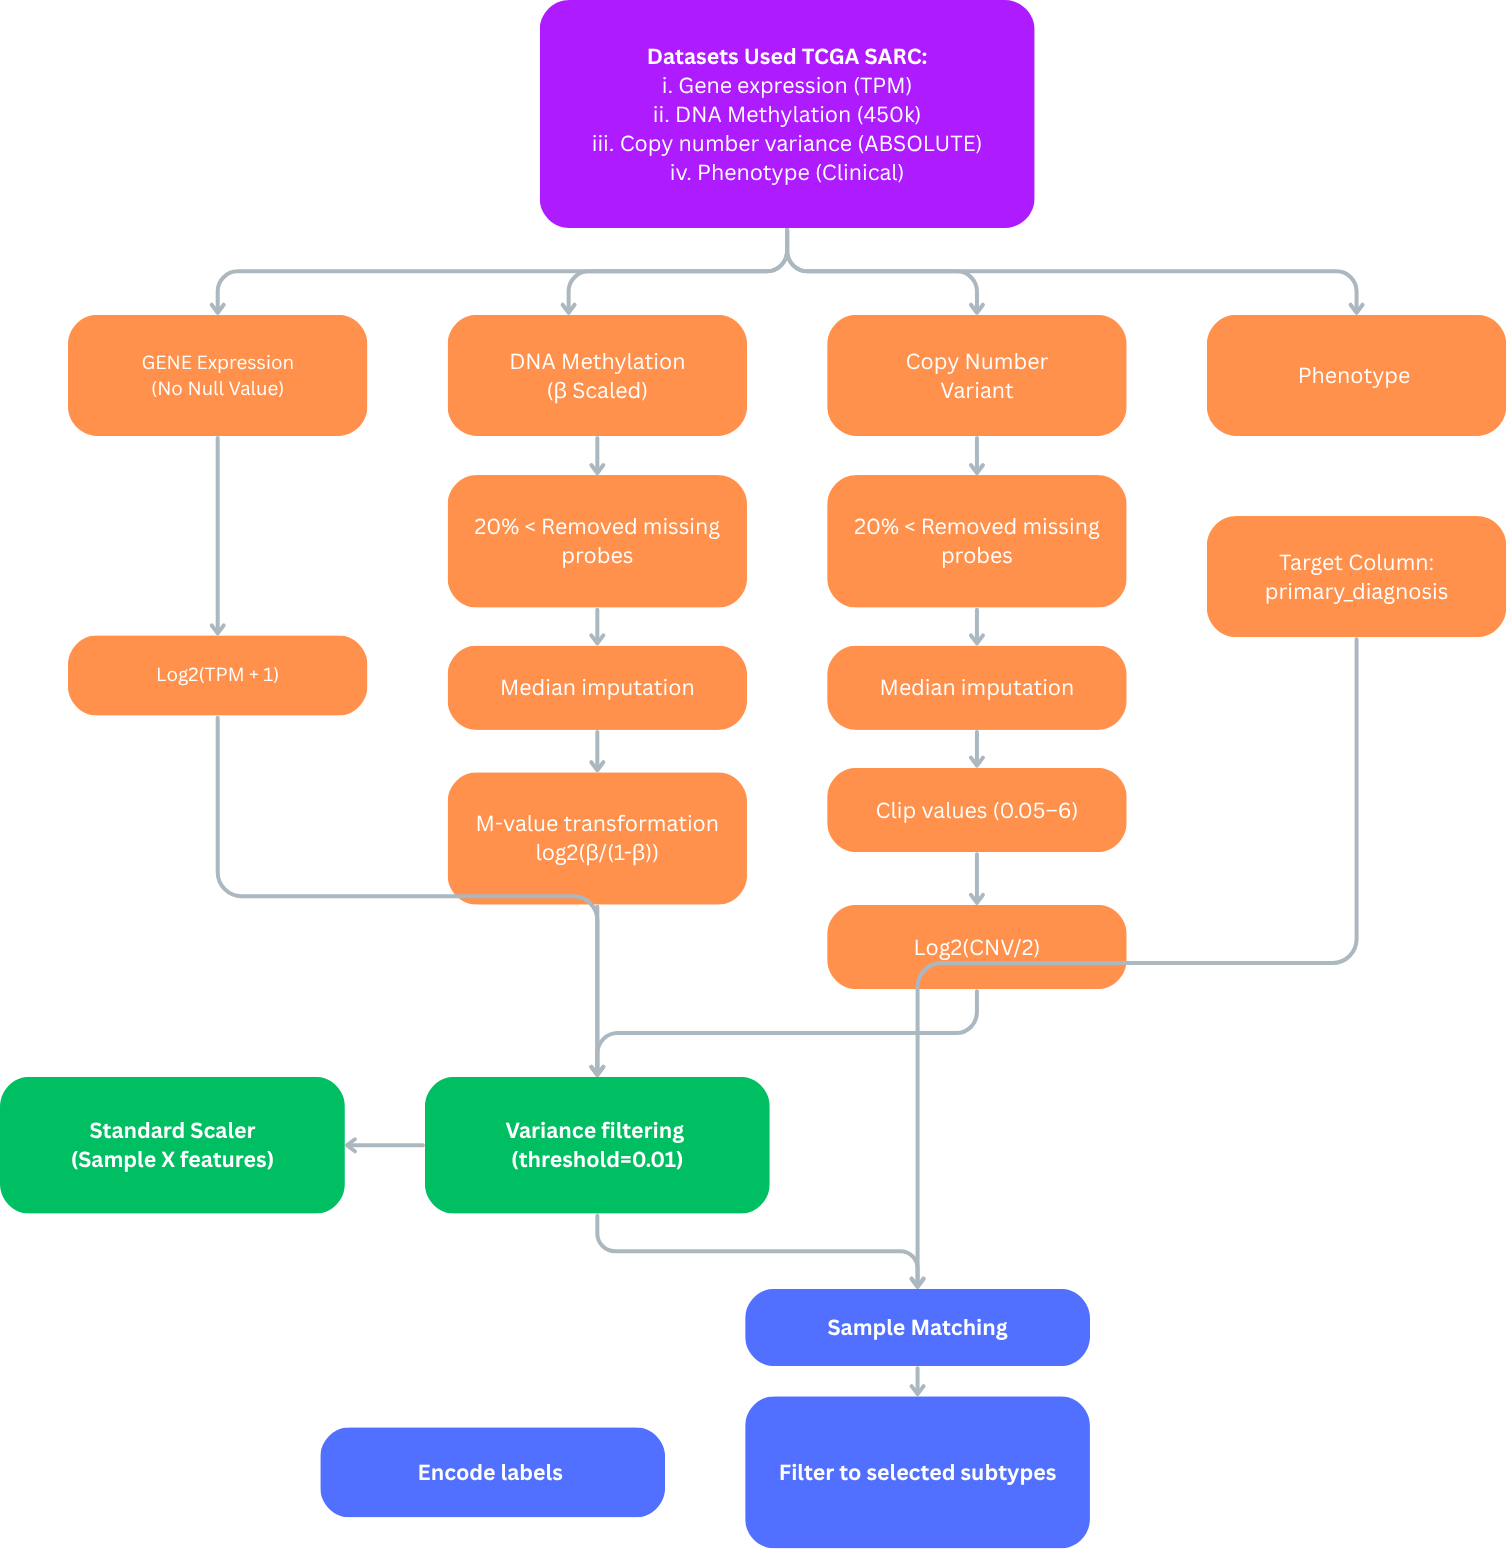 Datasets Used TCGA SARC:
i. Gene expression (TPM)
ii. DNA Methylation (450k)
iii. Copy number variance (ABSOLUTE)
iv. Phenotype (Clinical)
GENE Expression
(No Null Value)
DNA Methylation
(β Scaled)
Copy Number
Variant
Phenotype
20% < Removed missing
probes
20% < Removed missing
probes
Target Column:
primary_diagnosis
Log2(TPM + 1)
Median imputation
Median imputation
M-value transformation
log2(β/(1-β))
Clip values (0.05–6)
Log2(CNV/2)
Standard Scaler
(Sample X features)
Variance filtering
(threshold=0.01)
Sample Matching
Encode labels
Filter to selected subtypes